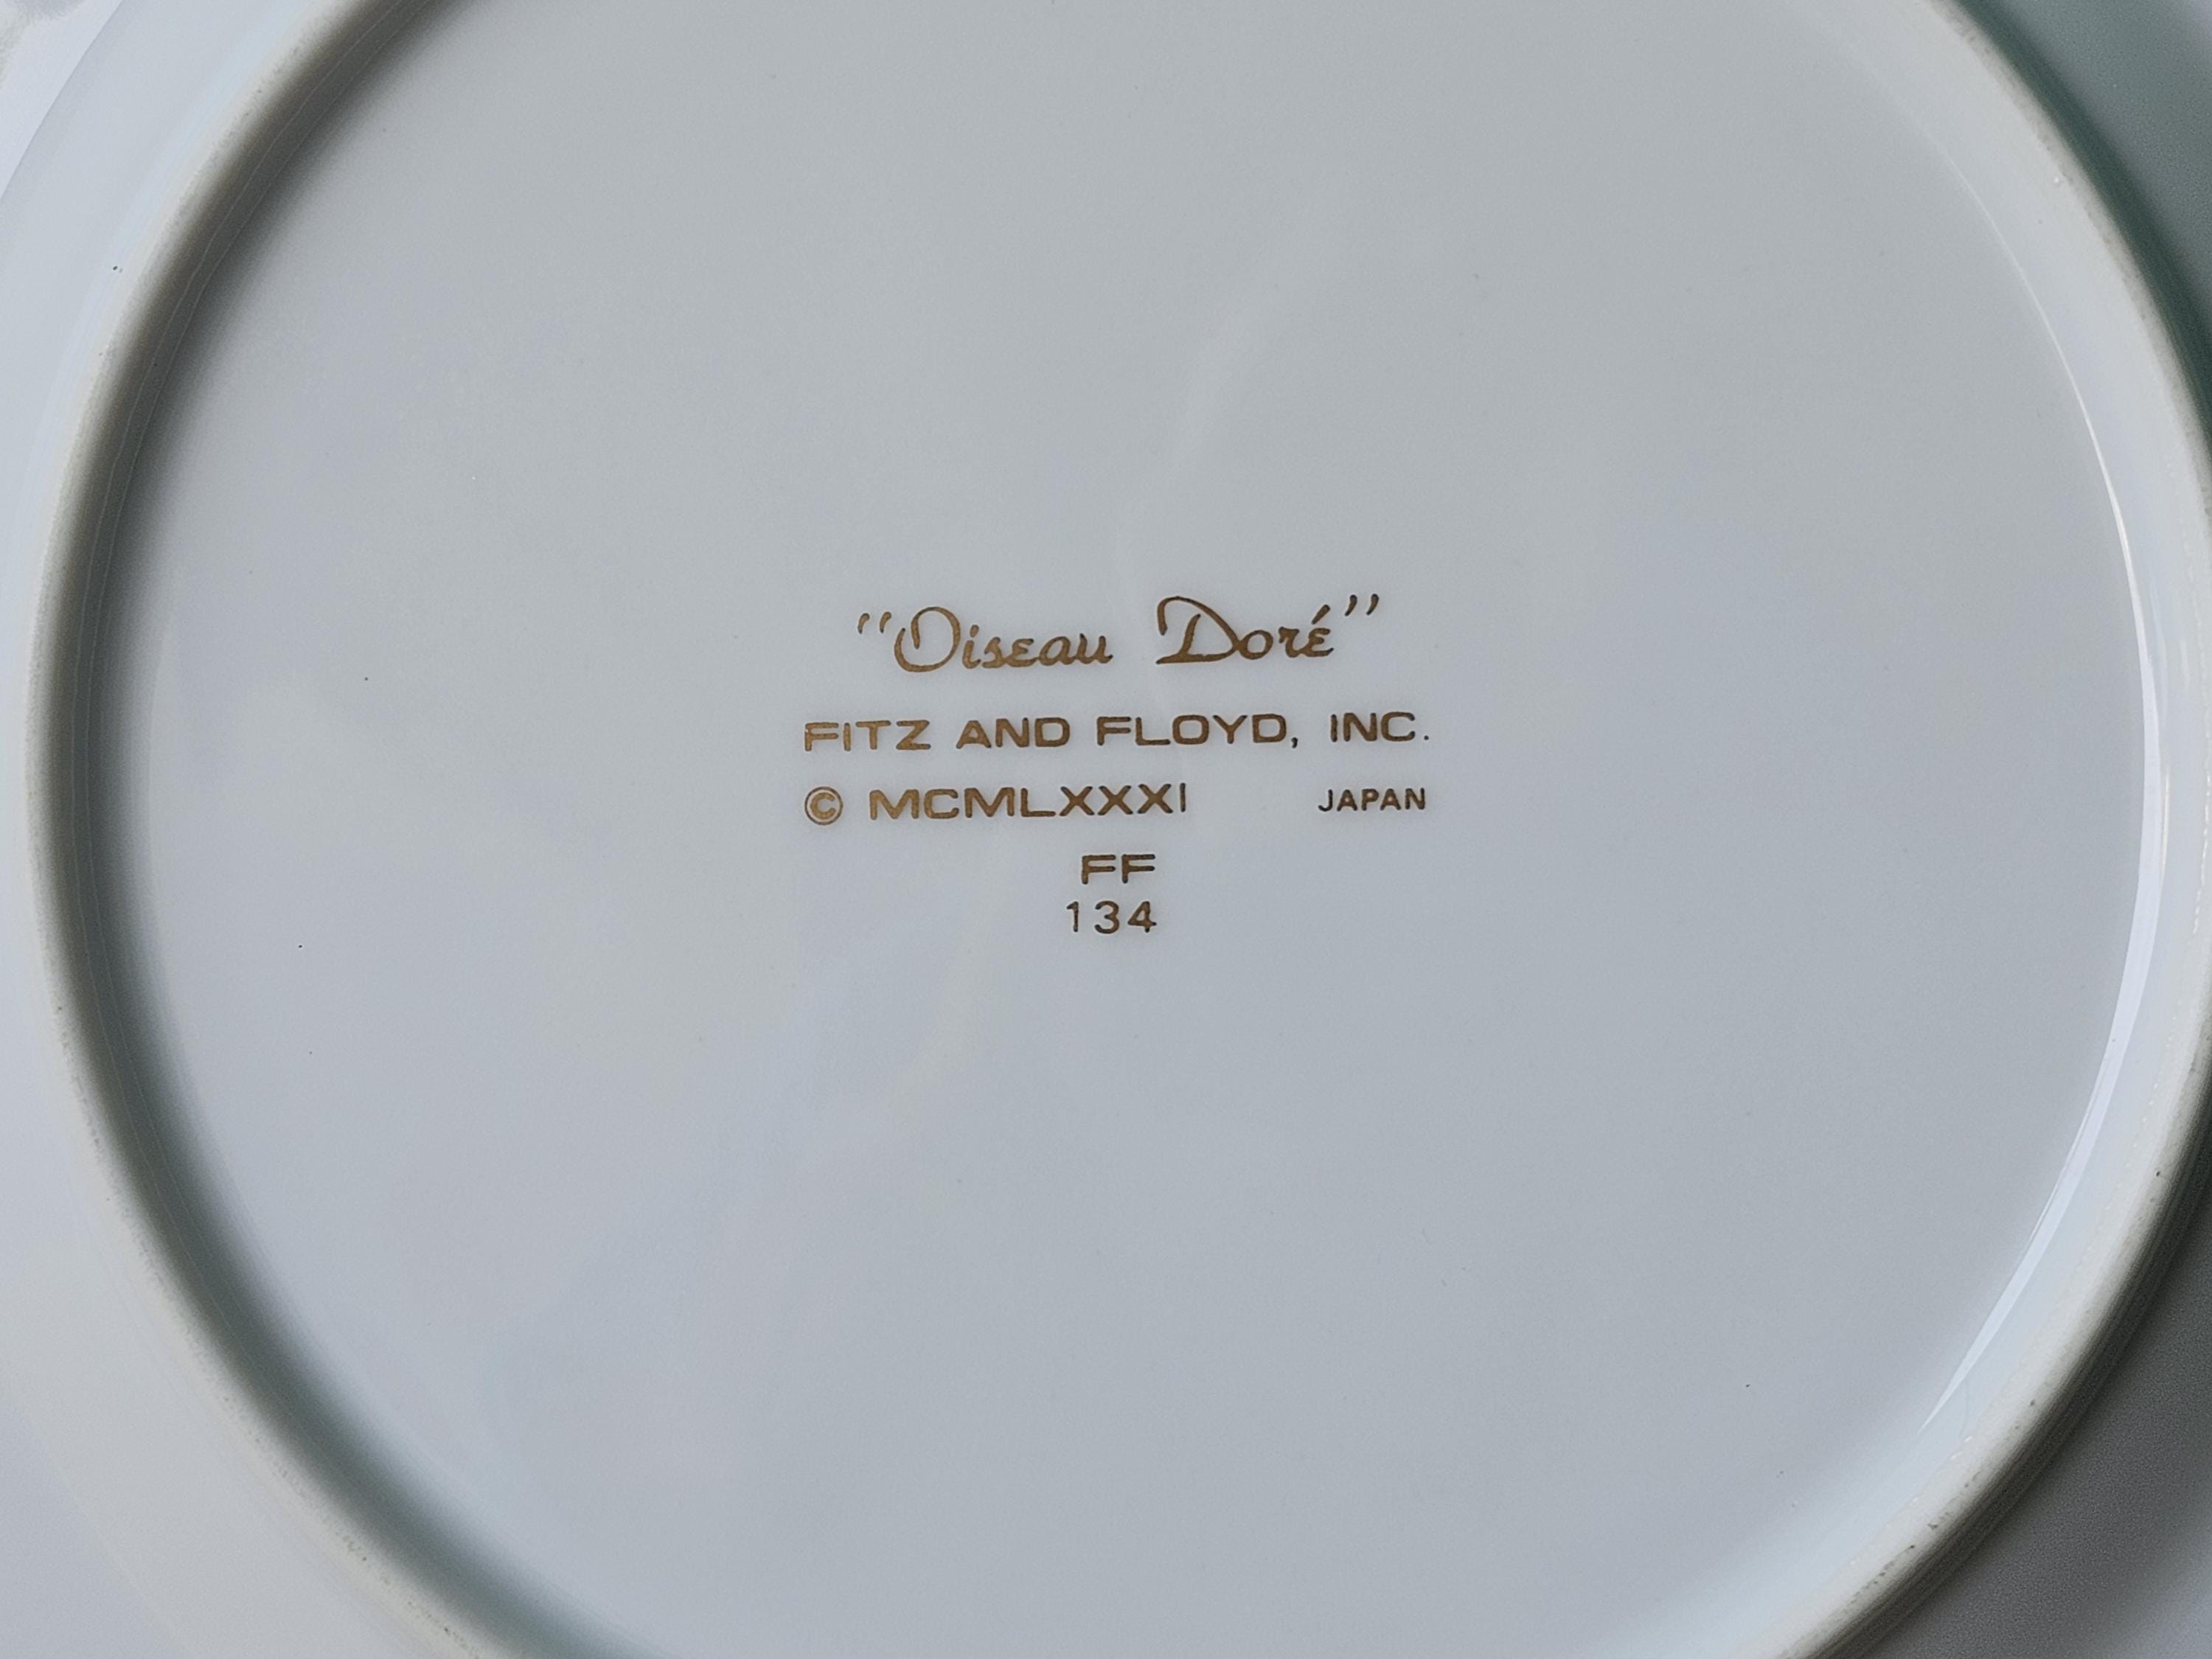 "Oiseau Doré"
FITZ AND FLOYD, INC.
© MCMLXXXI JAPAN
FF
134